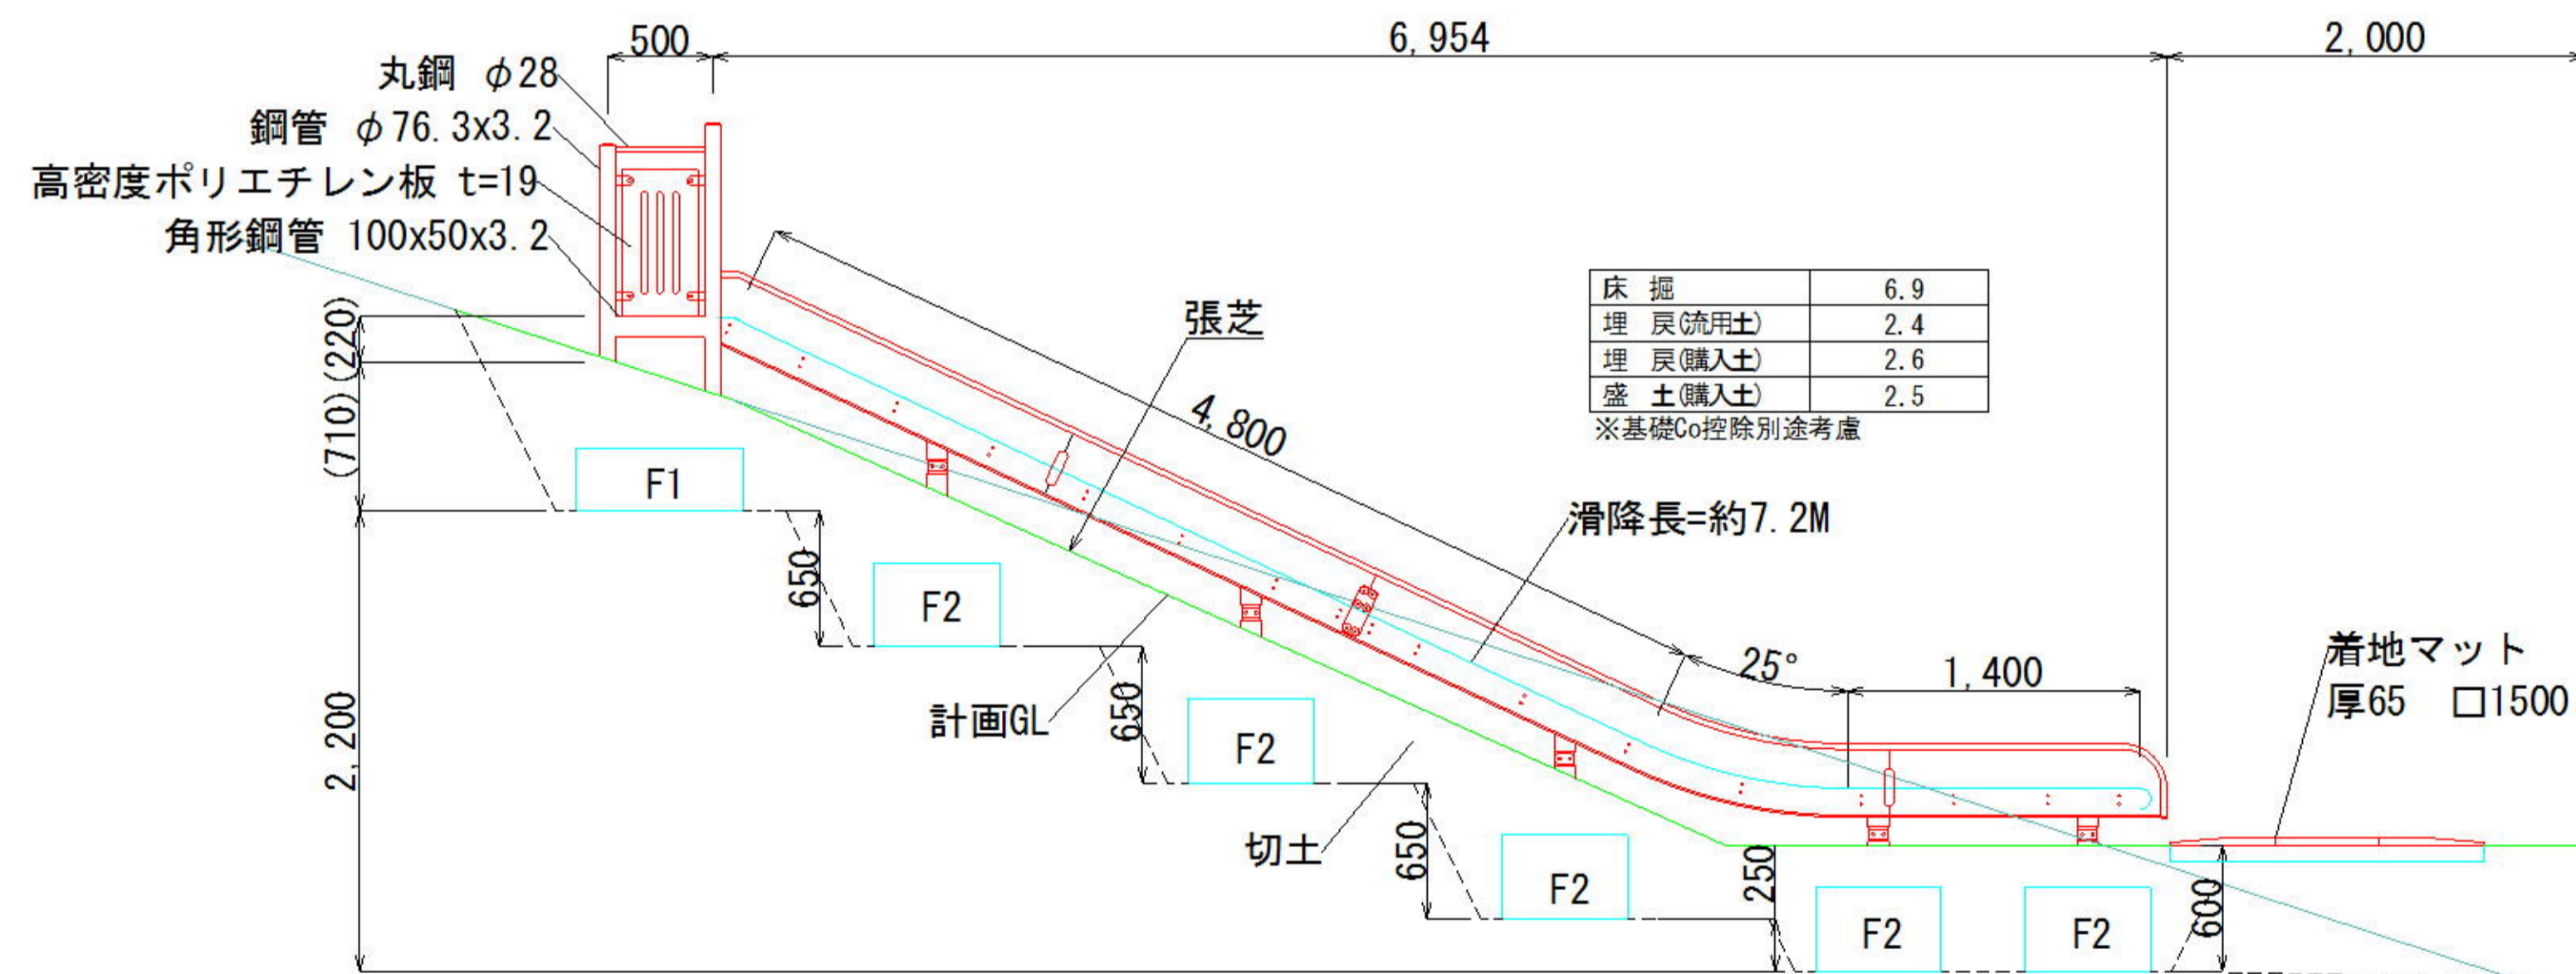 500
6,954
2,000
丸鋼 φ28
鋼管 φ76.3x3.2
高密度ポリエチレン板 t=19
角形鋼管 100x50x3.2
(220)
(710)
2,200
張芝
4,800
床 掘 6.9
埋 戻(流用土) 2.4
埋 戻(購入土) 2.6
盛 土(購入土) 2.5
※基礎Co控除別途考慮
F1
650
F2
滑降長=約7.2M
計画GL
650
F2
25°
1,400
着地マット
厚65 □1500
切土
650
F2
250
F2
F2
600